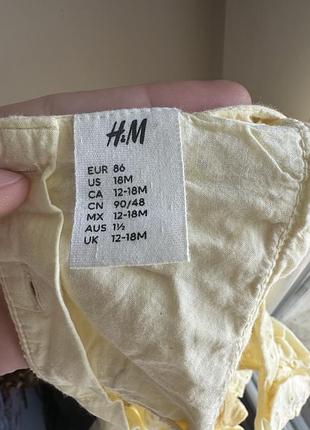 H&M
EUR 86
US 18M
CA 12-18M
CN 90/48
MX 12-18M
AUS 1½
UK 12-18M